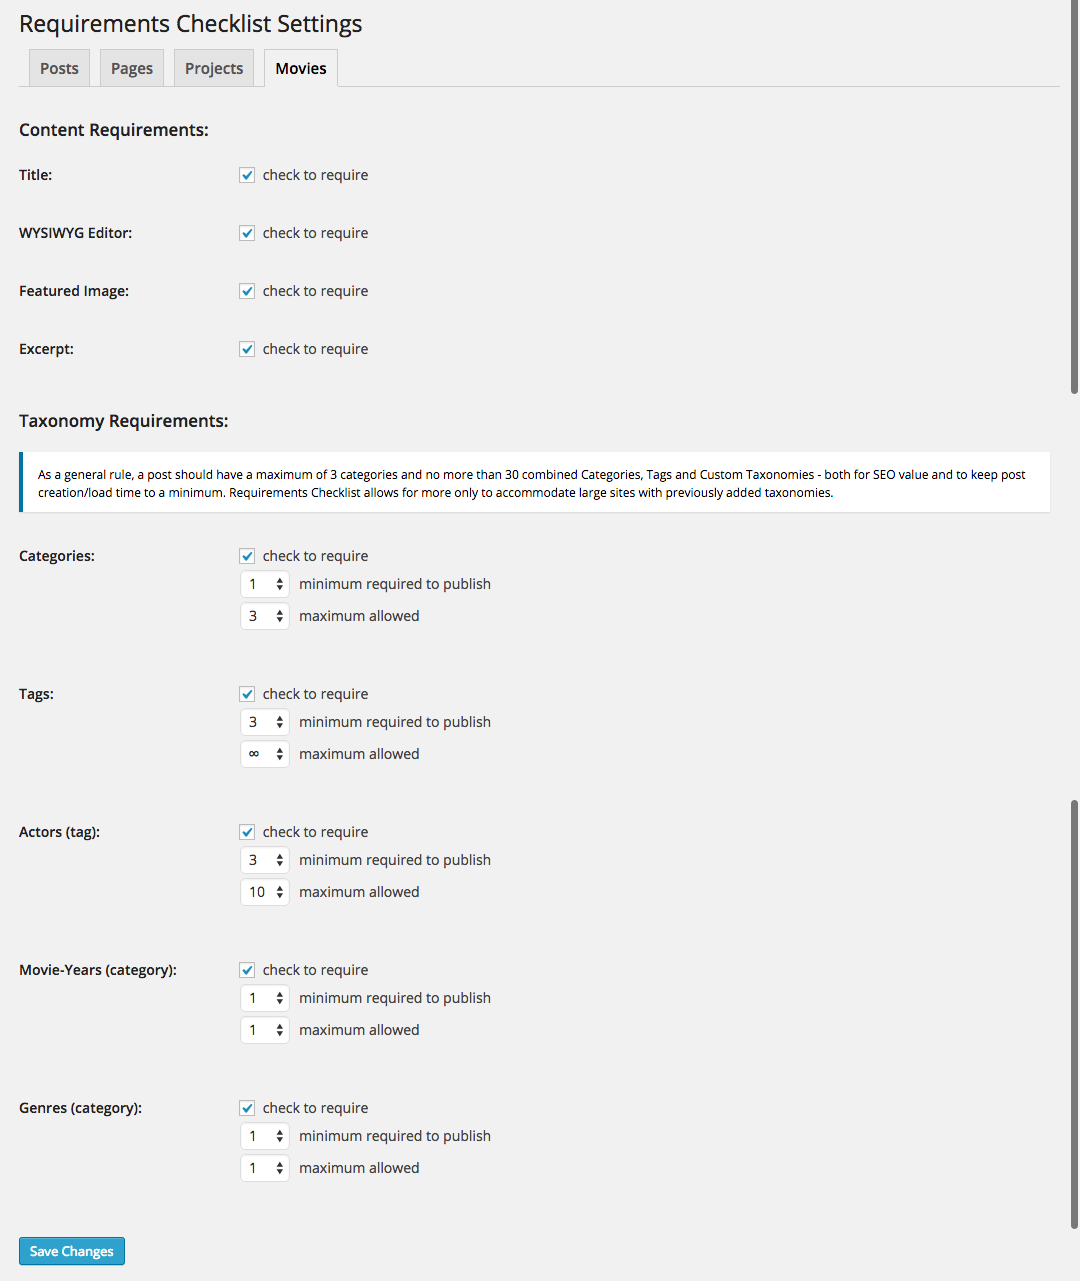 Requirements Checklist Settings
Posts Pages Projects Movies
Content Requirements:
Title: check to require
WYSIWYG Editor: check to require
Featured Image: check to require
Excerpt: check to require
Taxonomy Requirements:
As a general rule, a post should have a maximum of 3 categories and no more than 30 combined Categories, Tags and Custom Taxonomies - both for SEO value and to keep post
creation/load time to a minimum. Requirements Checklist allows for more only to accommodate large sites with previously added taxonomies.
Categories: check to require
1 minimum required to publish
3 maximum allowed
Tags: check to require
3 minimum required to publish
∞ maximum allowed
Actors (tag): check to require
3 minimum required to publish
10 maximum allowed
Movie-Years (category): check to require
1 minimum required to publish
1 maximum allowed
Genres (category): check to require
1 minimum required to publish
1 maximum allowed
Save Changes